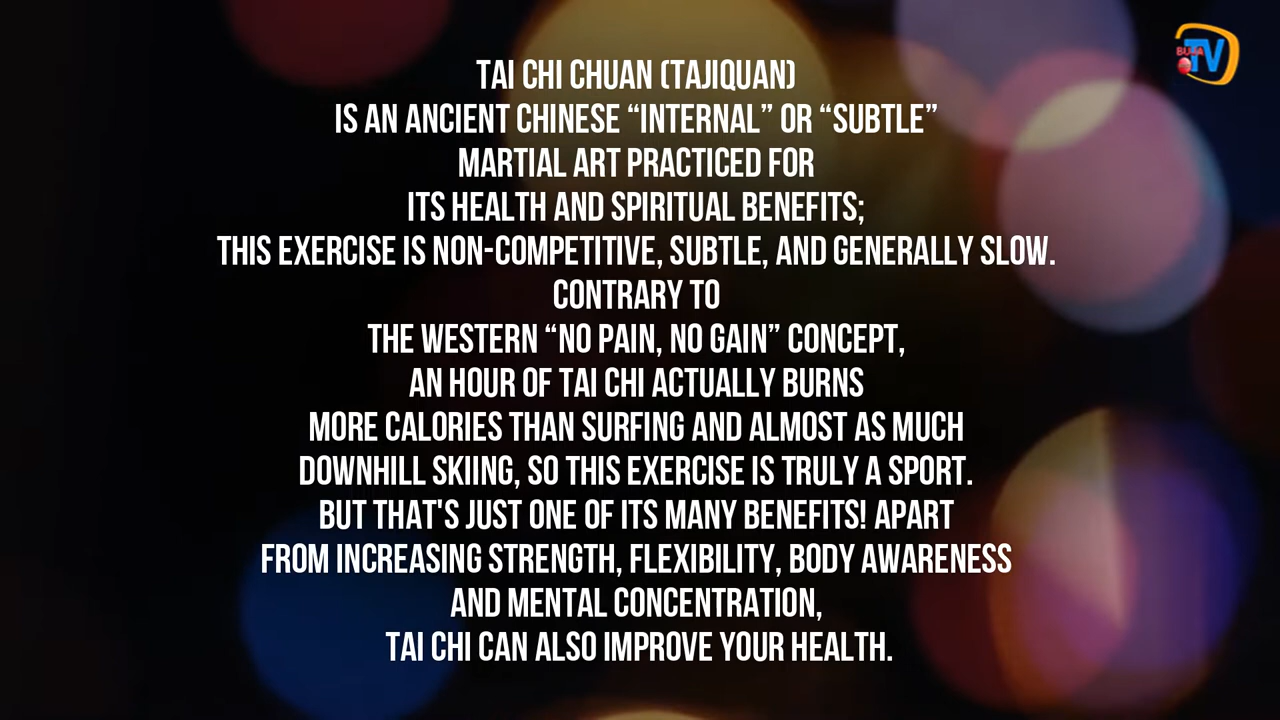 TAI CHI CHUAN (TAJIQUAN)
IS AN ANCIENT CHINESE “INTERNAL” OR “SUBTLE”
MARTIAL ART PRACTICED FOR
ITS HEALTH AND SPIRITUAL BENEFITS;
THIS EXERCISE IS NON-COMPETITIVE, SUBTLE, AND GENERALLY SLOW.
CONTRARY TO
THE WESTERN “NO PAIN, NO GAIN” CONCEPT,
AN HOUR OF TAI CHI ACTUALLY BURNS
MORE CALORIES THAN SURFING AND ALMOST AS MUCH
DOWNHILL SKIING, SO THIS EXERCISE IS TRULY A SPORT.
BUT THAT'S JUST ONE OF ITS MANY BENEFITS! APART
FROM INCREASING STRENGTH, FLEXIBILITY, BODY AWARENESS
AND MENTAL CONCENTRATION,
TAI CHI CAN ALSO IMPROVE YOUR HEALTH.
TV